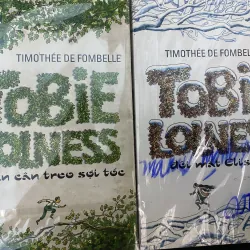 TIMOTHÉE DE FOMBELLE
TOBIE
LOLNESS
cân treo sợi tóc
TIMOTHÉE DE FOMBELLE
TOBIE
LOLNESS